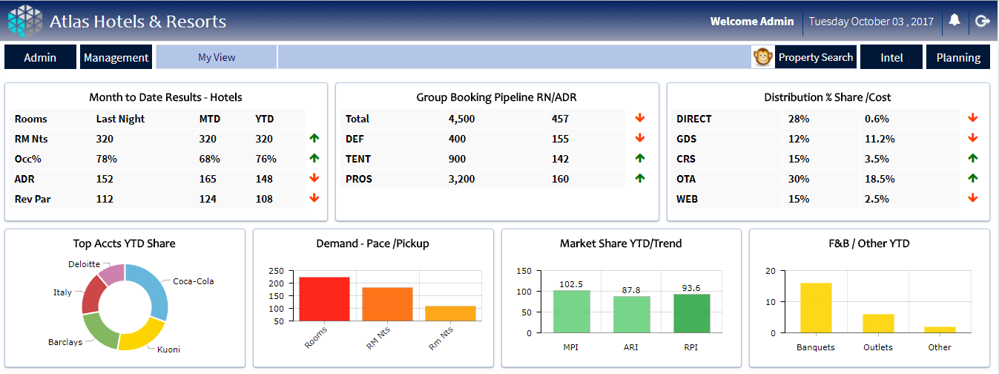 Atlas Hotels & Resorts
Welcome Admin
Tuesday October 03 , 2017
Admin
Management
My View
Property Search
Intel
Planning
Month to Date Results - Hotels
Rooms Last Night MTD YTD
RM Nts 320 320 320
Occ% 78% 68% 76%
ADR 152 165 148
Rev Par 112 124 108
Group Booking Pipeline RN/ADR
Total 4,500 457
DEF 400 155
TENT 900 142
PROS 3,200 160
Distribution % Share /Cost
DIRECT 28% 0.6%
GDS 12% 11.2%
CRS 15% 3.5%
OTA 30% 18.5%
WEB 15% 2.5%
Top Accts YTD Share
Deloitte
Coca-Cola
Italy
Barclays
Kuoni
Demand - Pace /Pickup
250
200
150
100
50
Rooms
RM Nts
Rm Nts
Market Share YTD/Trend
150
100
50
0
102.5
87.8
93.6
MPI
ARI
RPI
F&B / Other YTD
20
10
0
Banquets
Outlets
Other